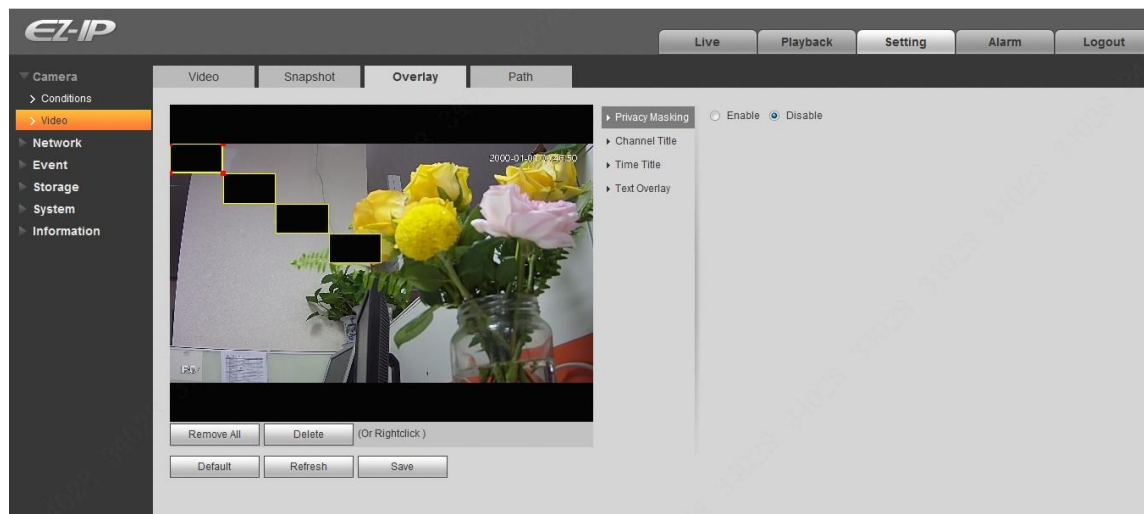 EZ-IP
Live Playback Setting Alarm Logout
Camera
Conditions
Video
Network
Event
Storage
System
Information
Video Snapshot Overlay Path
Privacy Masking
Channel Title
Time Title
Text Overlay
Enable Disable
Remove All Delete (Or Rightclick )
Default Refresh Save